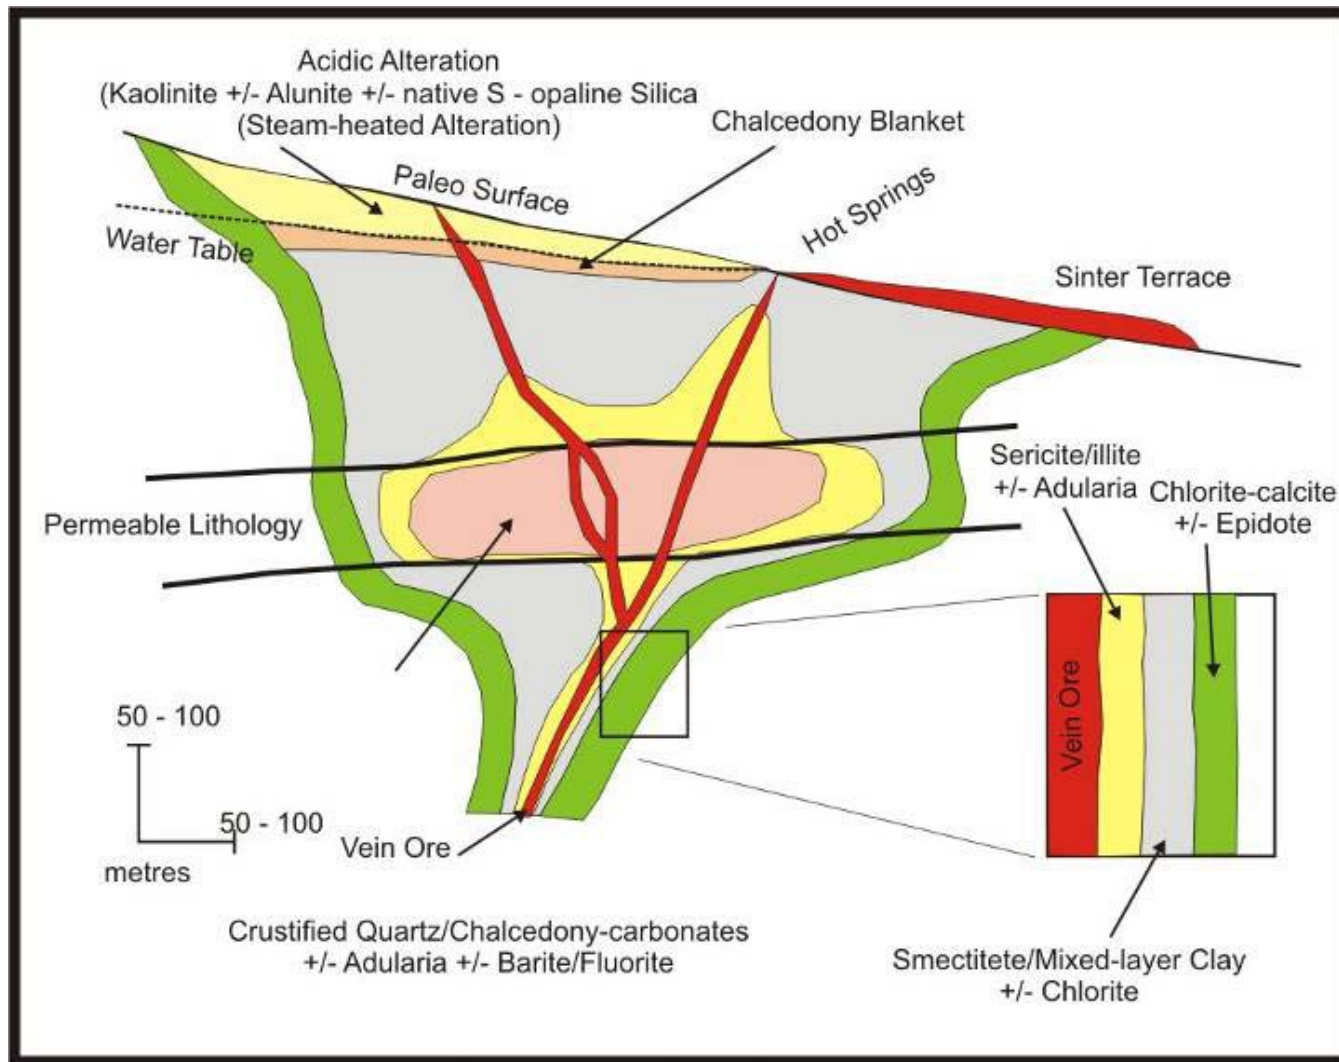 Acidic Alteration
(Kaolinite +/- Alunite +/- native S - opaline Silica
(Steam-heated Alteration)
Chalcedony Blanket
Paleo Surface
Hot Springs
Water Table
Sinter Terrace
Sericite/illite
+/- Adularia
Chlorite-calcite
+/- Epidote
Permeable Lithology
Vein Ore
50 - 100
50 - 100
metres
Vein Ore
Crustified Quartz/Chalcedony-carbonates
+/- Adularia +/- Barite/Fluorite
Smectitete/Mixed-layer Clay
+/- Chlorite